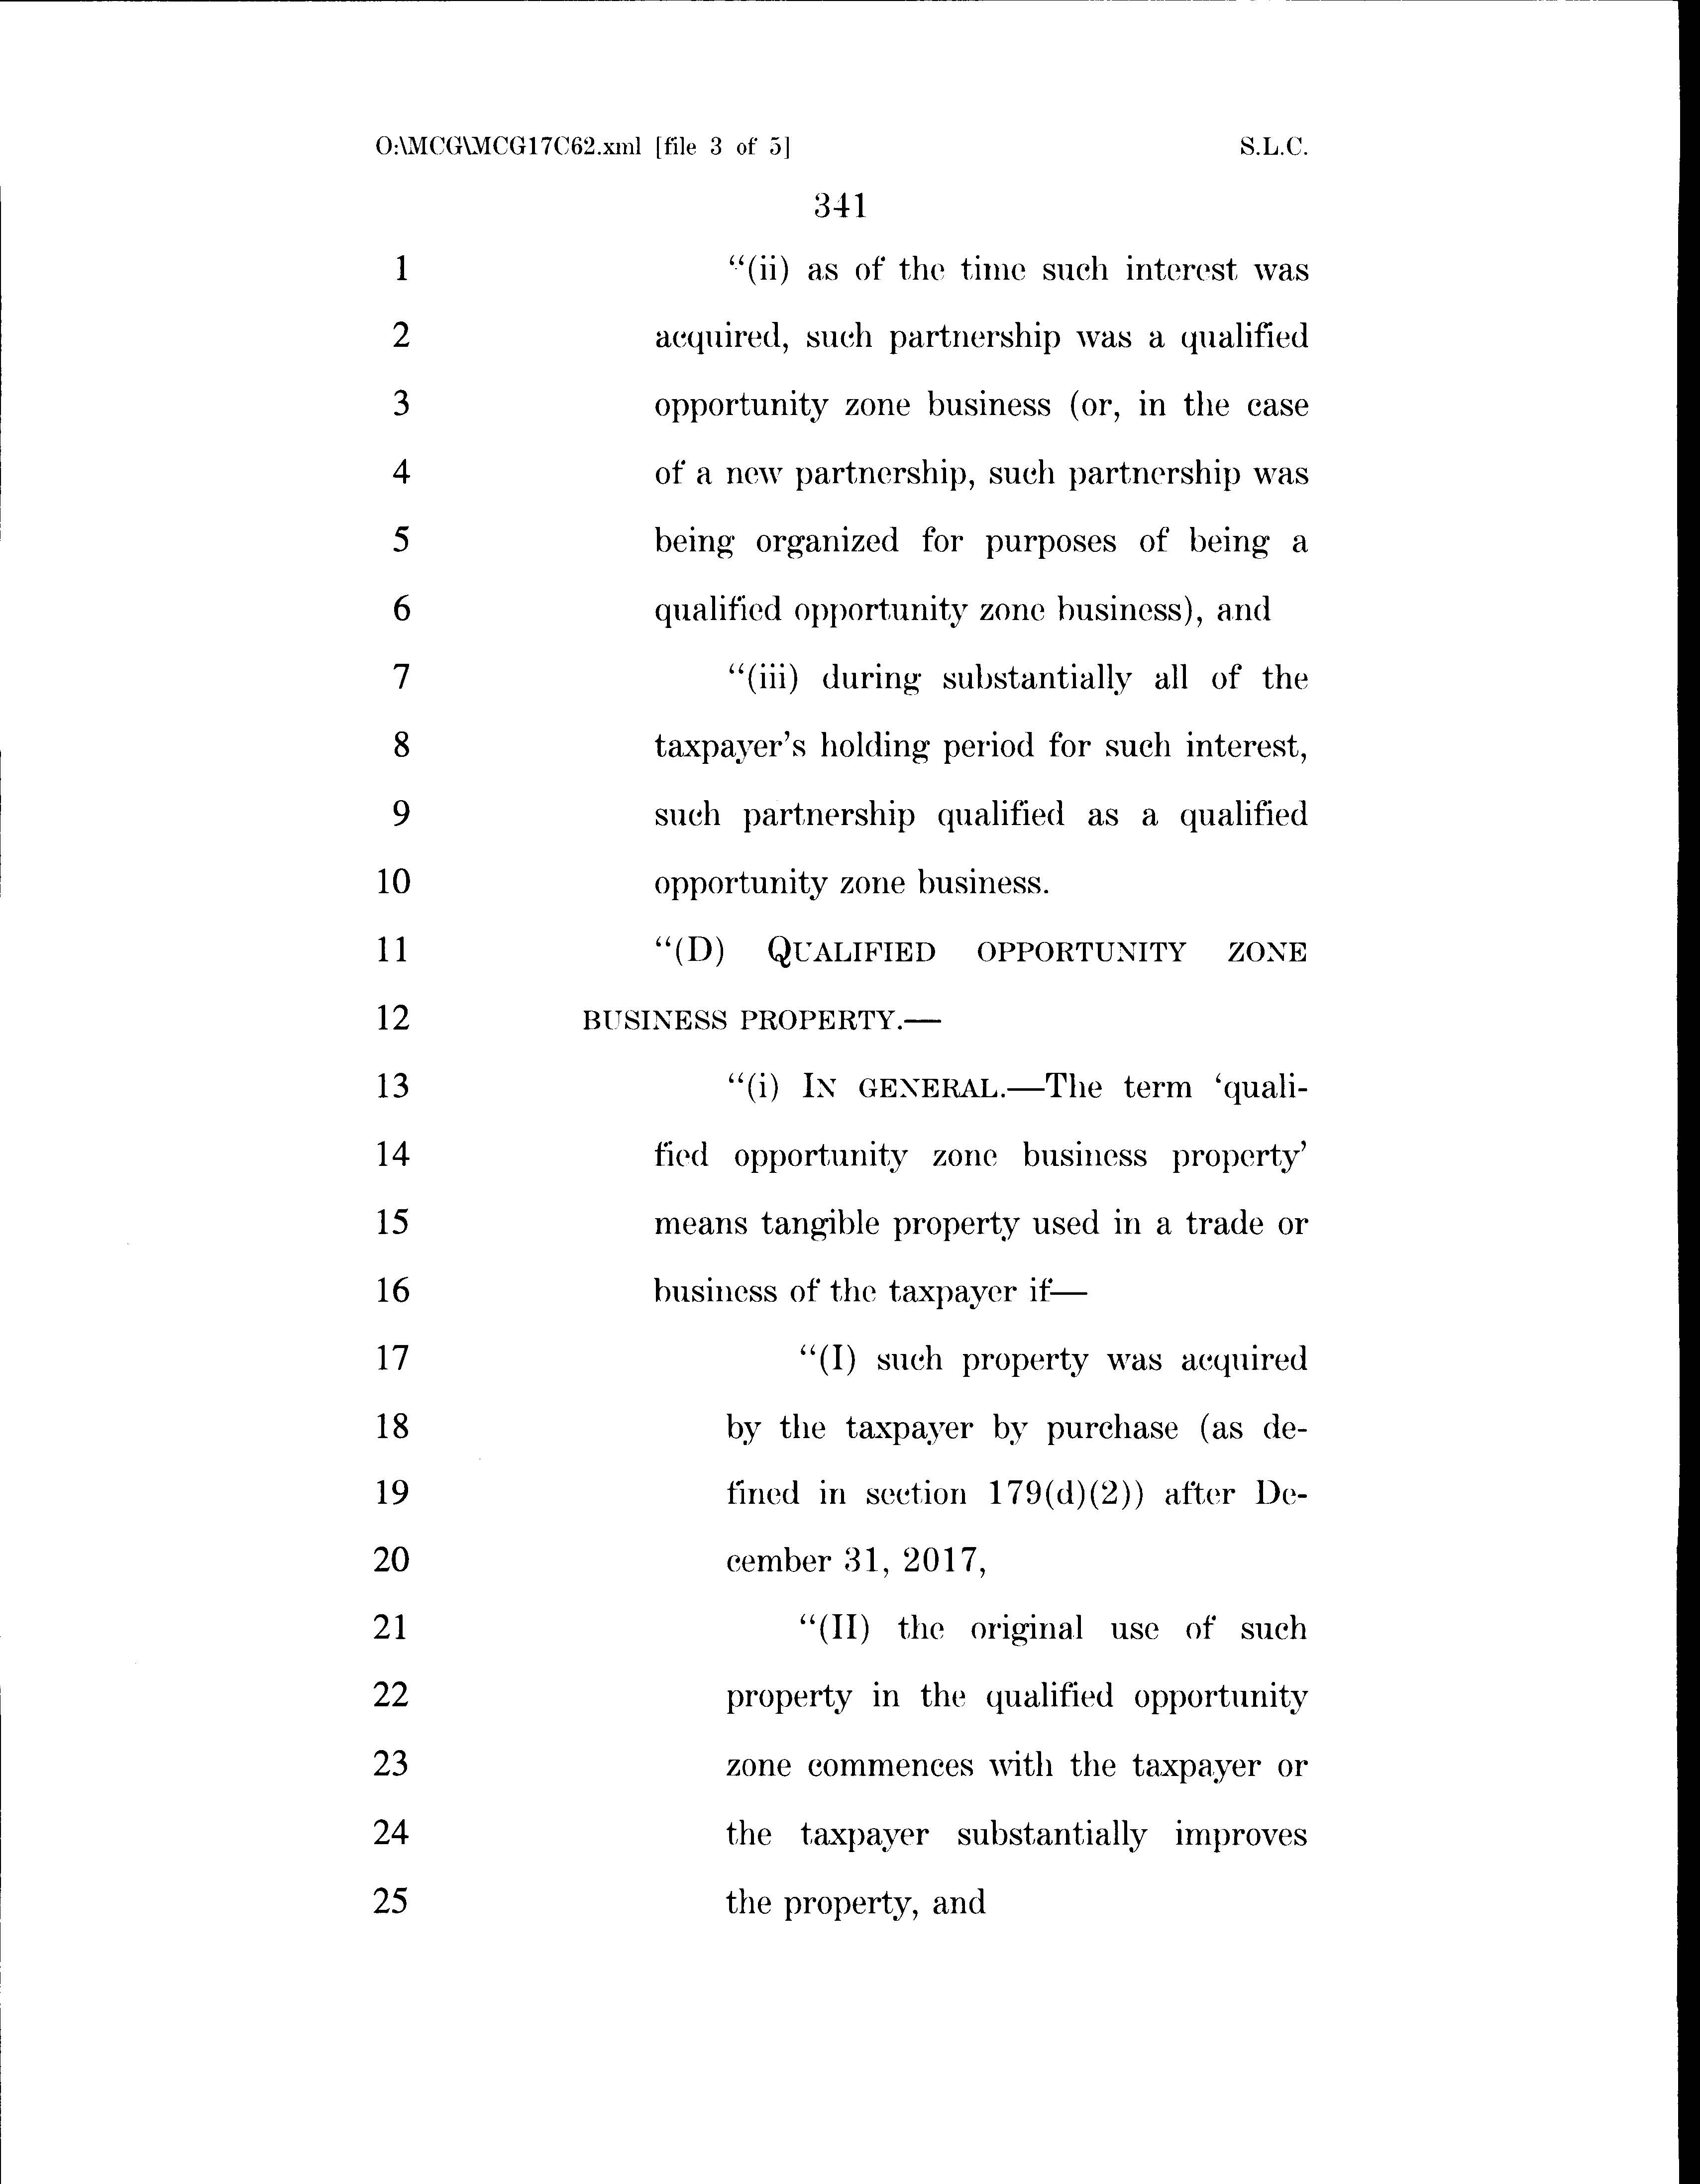 O:\MCG\MCG17C62.xml [file 3 of 5] S.L.C.
341
1 “(ii) as of the time such interest was
2 acquired, such partnership was a qualified
3 opportunity zone business (or, in the case
4 of a new partnership, such partnership was
5 being organized for purposes of being a
6 qualified opportunity zone business), and
7 “(iii) during substantially all of the
8 taxpayer’s holding period for such interest,
9 such partnership qualified as a qualified
10 opportunity zone business.
11 “(D) QUALIFIED OPPORTUNITY ZONE
12 BUSINESS PROPERTY.—
13 “(i) IN GENERAL.—The term ‘quali-
14 fied opportunity zone business property’
15 means tangible property used in a trade or
16 business of the taxpayer if—
17 “(I) such property was acquired
18 by the taxpayer by purchase (as de-
19 fined in section 179(d)(2)) after De-
20 cember 31, 2017,
21 “(II) the original use of such
22 property in the qualified opportunity
23 zone commences with the taxpayer or
24 the taxpayer substantially improves
25 the property, and